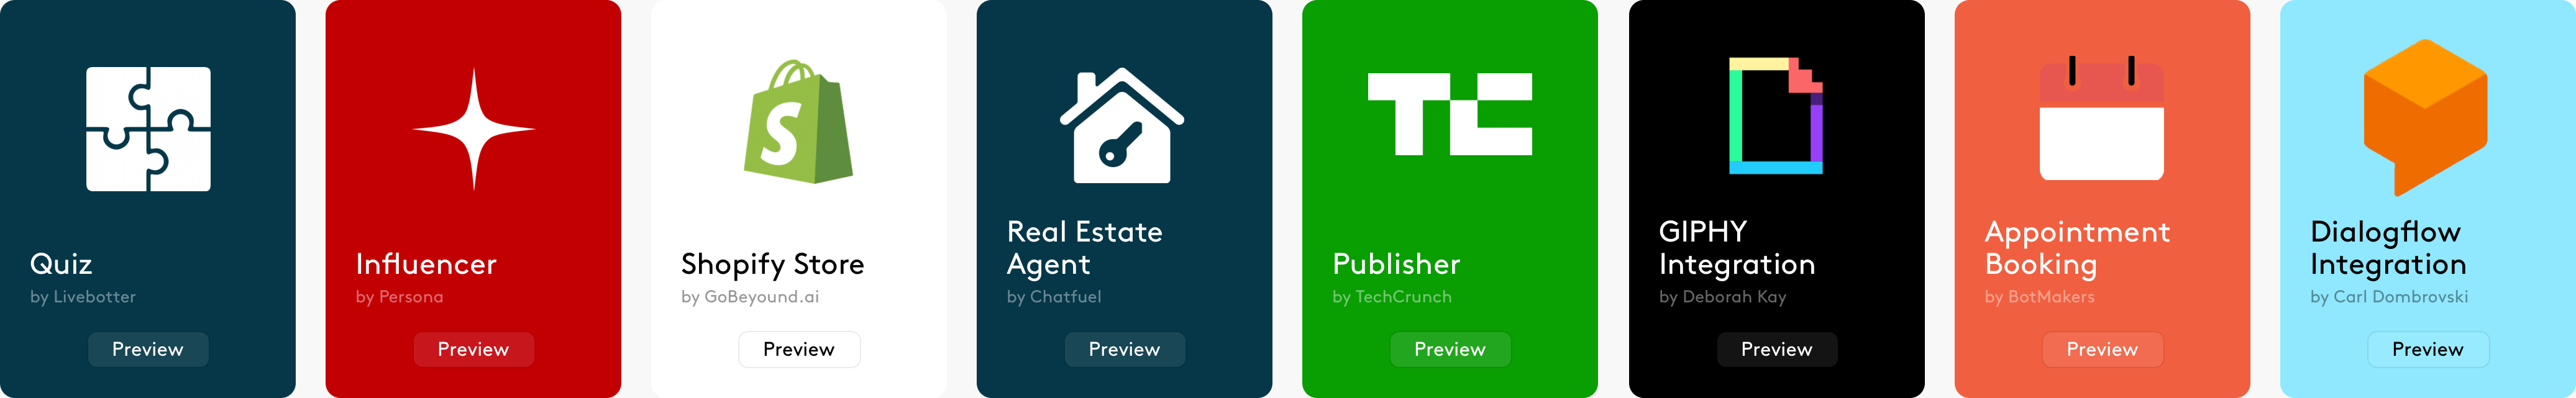 Quiz
by Livebotter
Preview
Influencer
by Persona
Preview
S
Shopify Store
by GoBeyound.ai
Preview
Real Estate
Agent
by Chatfuel
Preview
TC
Publisher
by TechCrunch
Preview
GIPHY
Integration
by Deborah Kay
Preview
Appointment
Booking
by BotMakers
Preview
Dialogflow
Integration
by Carl Dombrovski
Preview